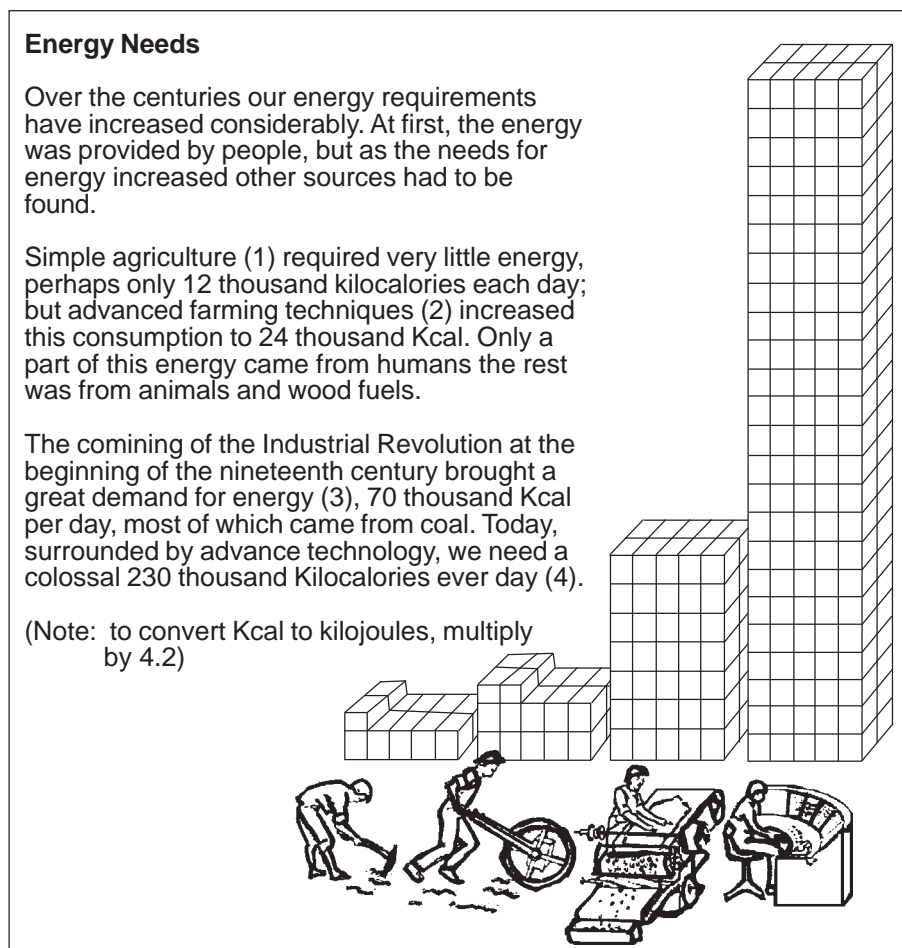 Energy Needs
Over the centuries our energy requirements
have increased considerably. At first, the energy
was provided by people, but as the needs for
energy increased other sources had to be
found.
Simple agriculture (1) required very little energy,
perhaps only 12 thousand kilocalories each day;
but advanced farming techniques (2) increased
this consumption to 24 thousand Kcal. Only a
part of this energy came from humans the rest
was from animals and wood fuels.
The comining of the Industrial Revolution at the
beginning of the nineteenth century brought a
great demand for energy (3), 70 thousand Kcal
per day, most of which came from coal. Today,
surrounded by advance technology, we need a
colossal 230 thousand Kilocalories ever day (4).
(Note: to convert Kcal to kilojoules, multiply
by 4.2)